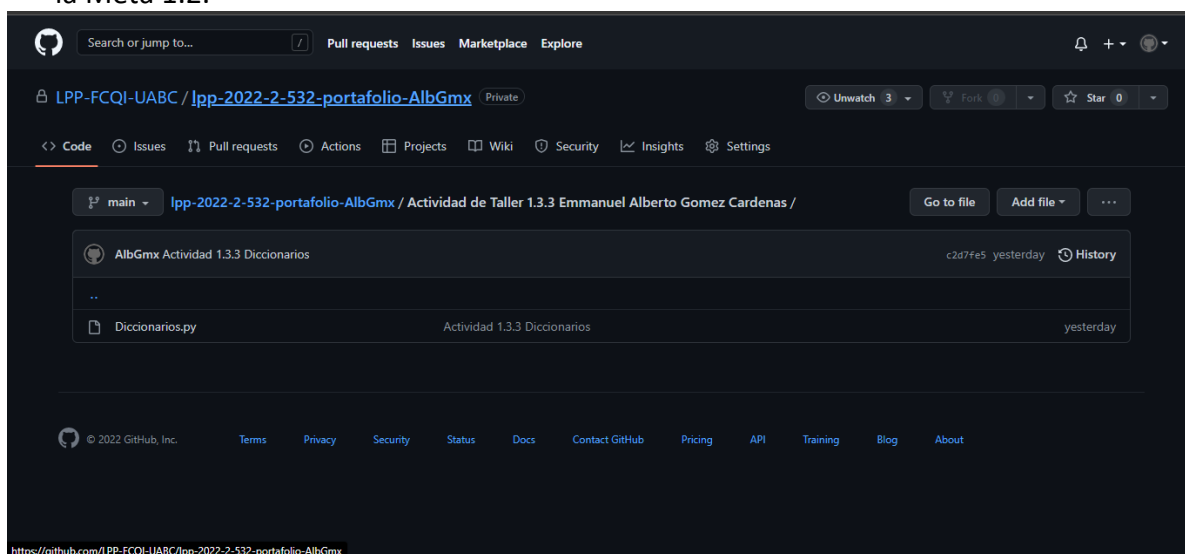 la Meta 1.2.
Search or jump to... / Pull requests Issues Marketplace Explore
LPP-FCQI-UABC / lpp-2022-2-532-portafolio-AlbGmx Private Unwatch 3 Fork 0 Star 0
<> Code Issues Pull requests Actions Projects Wiki Security Insights Settings
main lpp-2022-2-532-portafolio-AlbGmx / Actividad de Taller 1.3.3 Emmanuel Alberto Gomez Cardenas / Go to file Add file ...
AlbGmx Actividad 1.3.3 Diccionarios c2d7fe5 yesterday History
..
Diccionarios.py Actividad 1.3.3 Diccionarios yesterday
© 2022 GitHub, Inc. Terms Privacy Security Status Docs Contact GitHub Pricing API Training Blog About
https://github.com/LPP-FCQI-UABC/lpp-2022-2-532-portafolio-AlbGmx